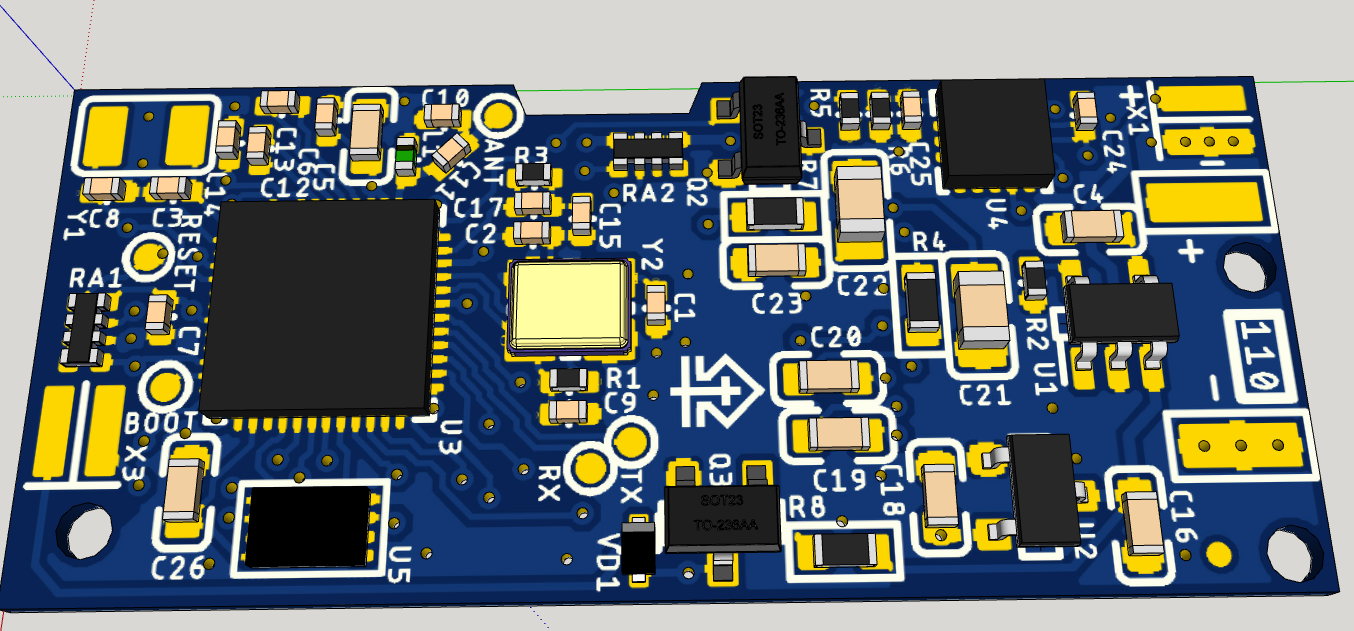 C10
R5
+X1
ANT
L1
C11
C13
C6
C5
C12
C14
R3
RA2
Q2
SOT23
TO-236AA
R7
C25
C24
U4
C4
Y1
C8
C3
RESET
C17
C2
C15
Y2
C1
R4
+
RA1
C7
C23
C22
R2
U1
110
C20
C21
-
R1
C9
BOOT
X3
U3
RX
TX
Q3
C19
C18
C16
SOT23
TO-236AA
R8
U2
C26
U5
VD1